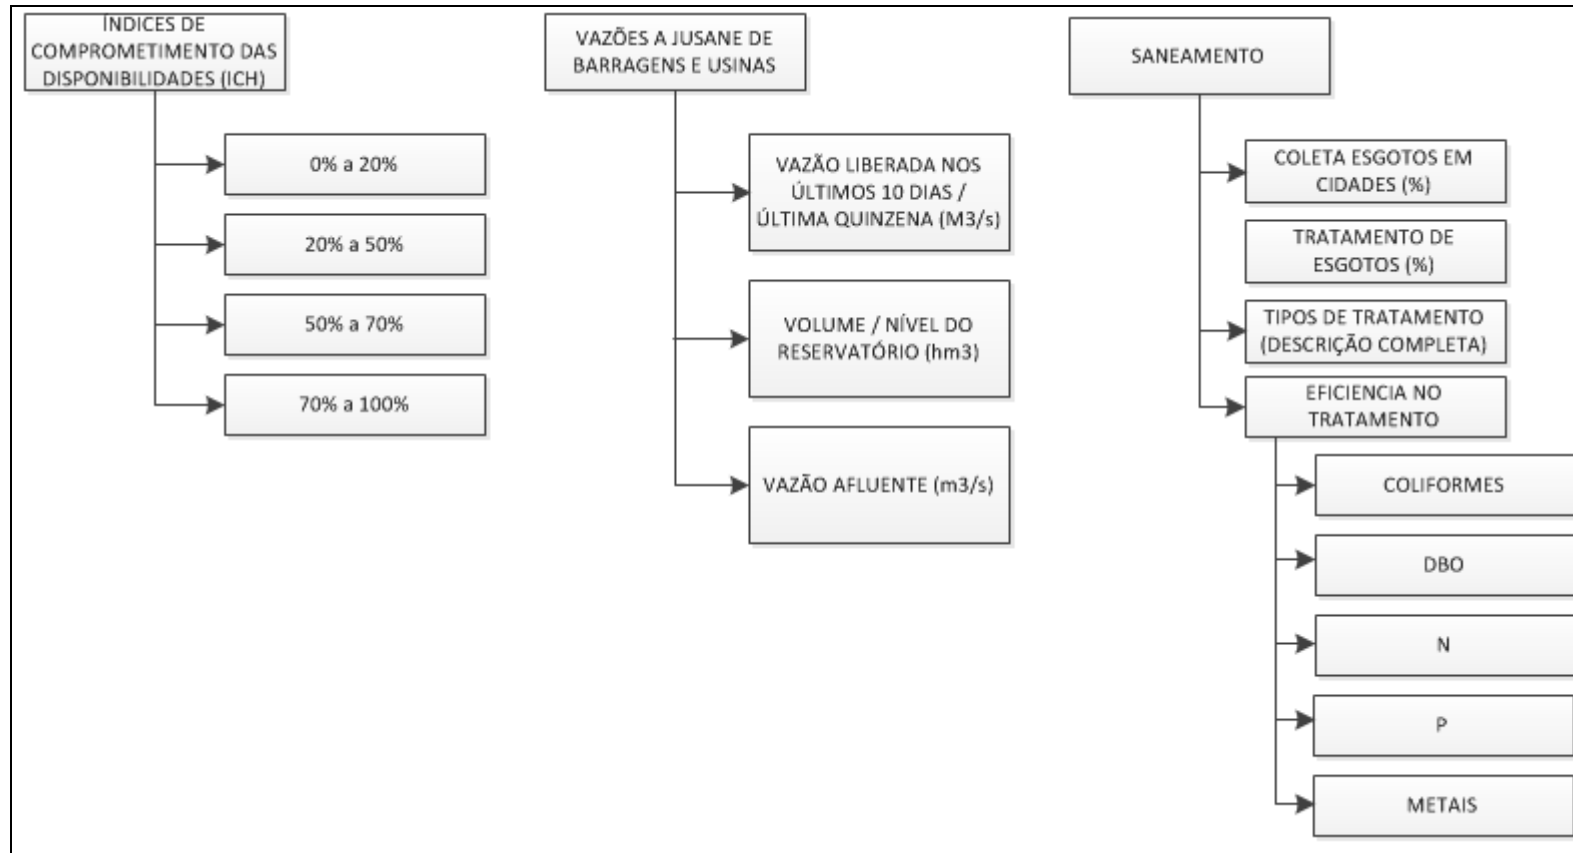 ÍNDICES DE
COMPROMETIMENTO DAS
DISPONIBILIDADES (ICH)
0% a 20%
20% a 50%
50% a 70%
70% a 100%
VAZÕES A JUSANE DE
BARRAGENS E USINAS
VAZÃO LIBERADA NOS
ÚLTIMOS 10 DIAS /
ÚLTIMA QUINZENA (M3/s)
VOLUME / NÍVEL DO
RESERVATÓRIO (hm3)
VAZÃO AFLUENTE (m3/s)
SANEAMENTO
COLETA ESGOTOS EM
CIDADES (%)
TRATAMENTO DE
ESGOTOS (%)
TIPOS DE TRATAMENTO
(DESCRIÇÃO COMPLETA)
EFICIENCIA NO
TRATAMENTO
COLIFORMES
DBO
N
P
METAIS